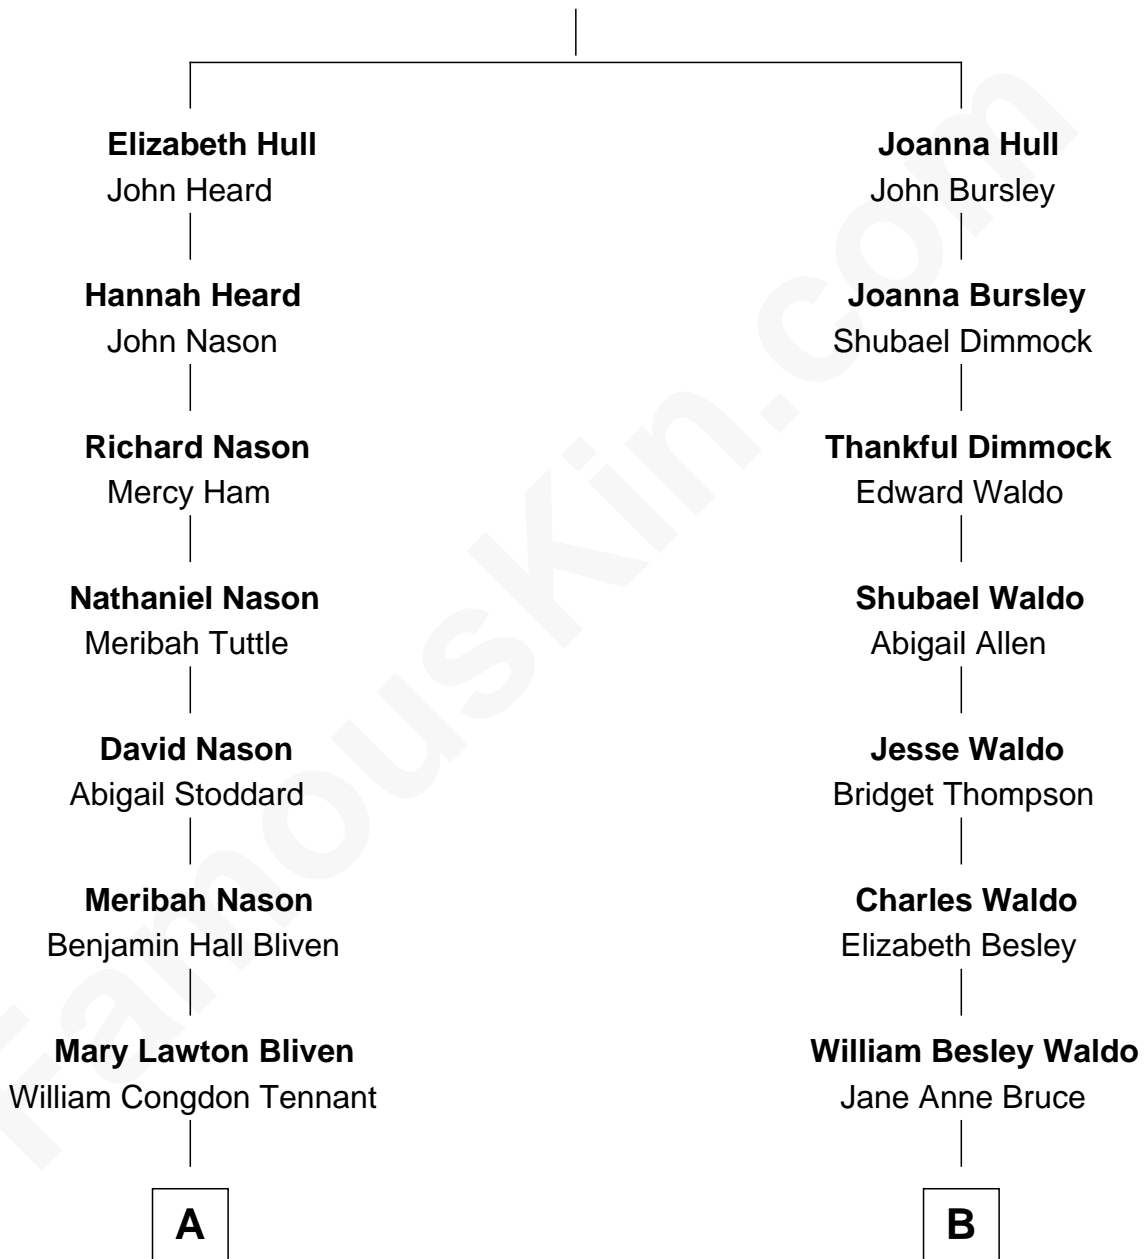 Elizabeth Hull
John Heard
Hannah Heard
John Nason
Richard Nason
Mercy Ham
Nathaniel Nason
Meribah Tuttle
David Nason
Abigail Stoddard
Meribah Nason
Benjamin Hall Bliven
Mary Lawton Bliven
William Congdon Tennant
A
Joanna Hull
John Bursley
Joanna Bursley
Shubael Dimmock
Thankful Dimmock
Edward Waldo
Shubael Waldo
Abigail Allen
Jesse Waldo
Bridget Thompson
Charles Waldo
Elizabeth Besley
William Besley Waldo
Jane Anne Bruce
B
FamousKin.com